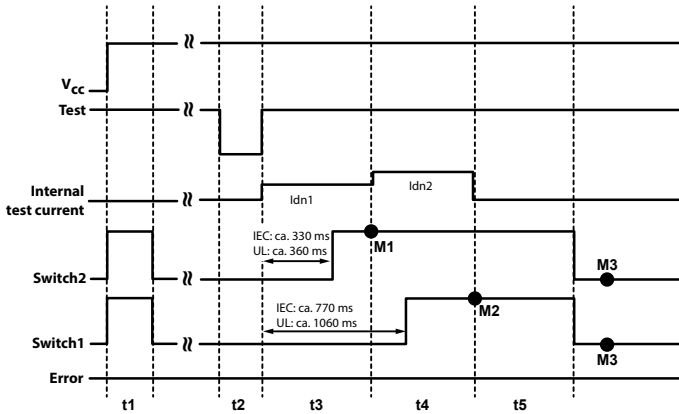 Vcc
Test
Internal
test current
Idn1
Idn2
IEC: ca. 330 ms
UL: ca. 360 ms
M1
Switch2
M3
IEC: ca. 770 ms
UL: ca. 1060 ms
M2
Switch1
M3
Error
t1 t2 t3 t4 t5